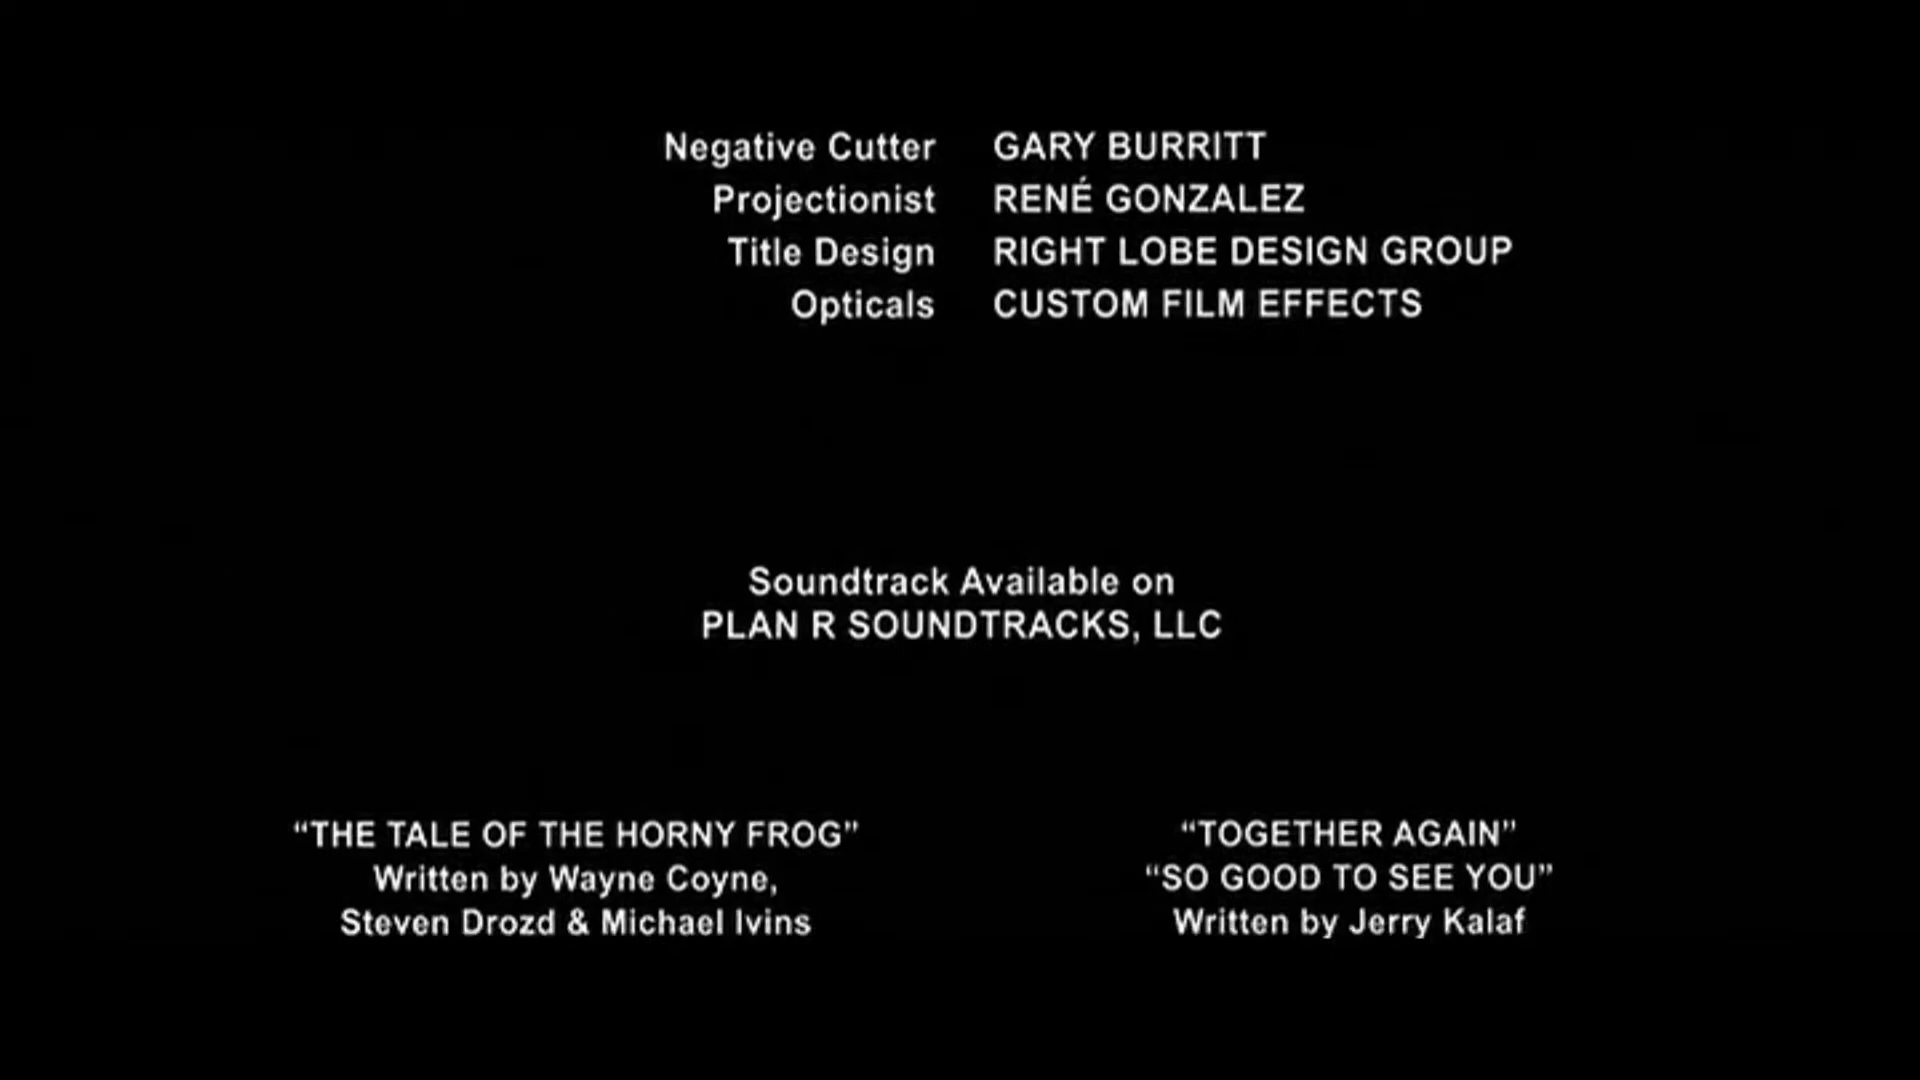 Negative Cutter GARY BURRITT
Projectionist RENÉ GONZALEZ
Title Design RIGHT LOBE DESIGN GROUP
Opticals CUSTOM FILM EFFECTS
Soundtrack Available on
PLAN R SOUNDTRACKS, LLC
“THE TALE OF THE HORNY FROG”
Written by Wayne Coyne,
Steven Drozd & Michael Ivins
“TOGETHER AGAIN”
“SO GOOD TO SEE YOU”
Written by Jerry Kalaf